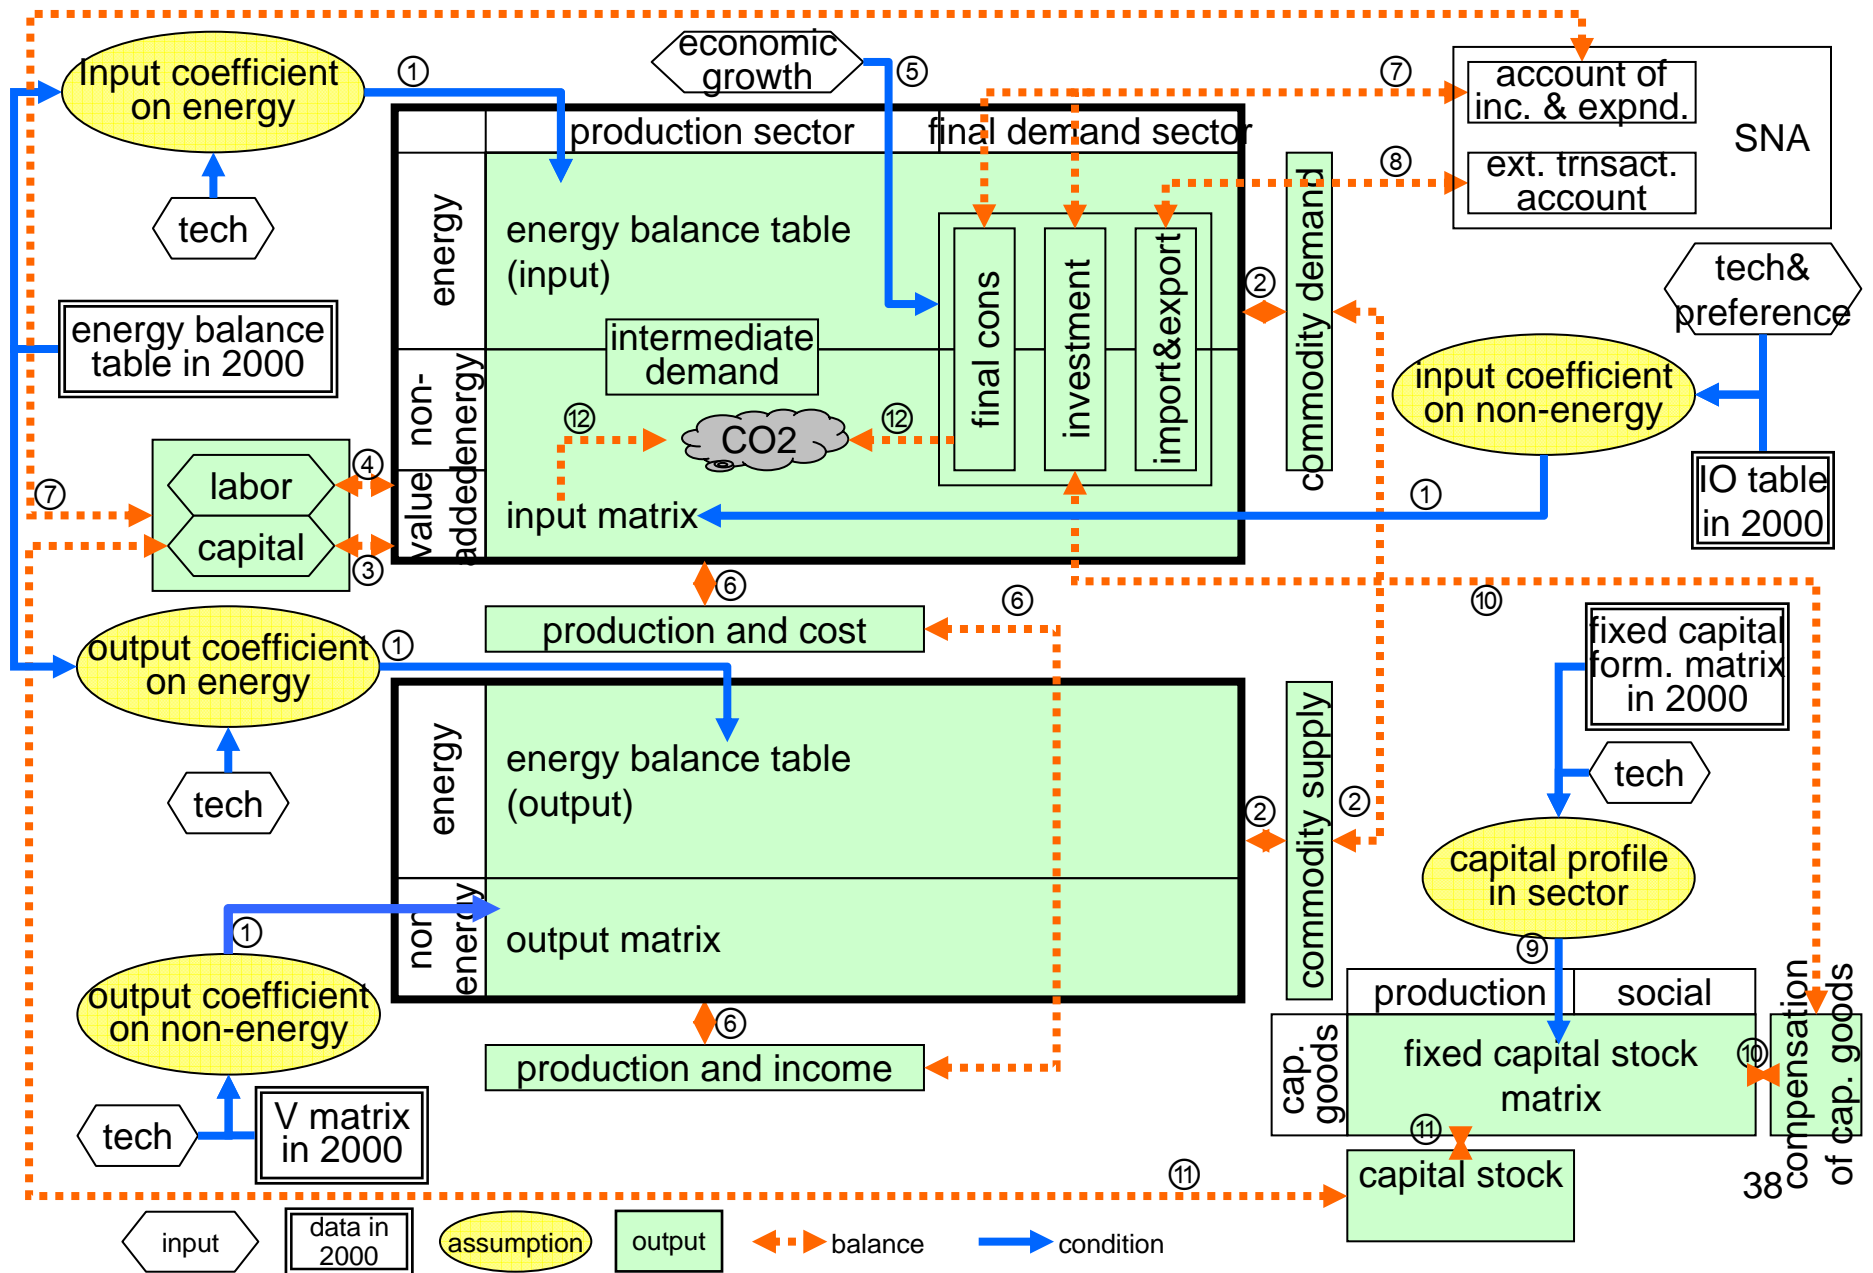 Input coefficient
on energy
①
economic
growth
⑤
⑦
account of
inc. & expnd.
SNA
⑧
ext. trnsact.
account
production sector
final demand sector
tech
energy
energy balance table
(input)
final cons
investment
import&export
②
commodity demand
tech&
preference
energy balance
table in 2000
intermediate
demand
input coefficient
on non-energy
non-
energy
⑫
CO2
⑫
labor
④
⑦
capital
③
value
added
input matrix
①
IO table
in 2000
⑥
⑥
⑩
production and cost
fixed capital
form. matrix
in 2000
output coefficient
on energy
①
tech
energy
energy balance table
(output)
②
commodity supply
②
tech
capital profile
in sector
⑨
non
energy
output matrix
①
output coefficient
on non-energy
production
social
⑥
production and income
cap.
goods
fixed capital stock
matrix
⑩
compensation
of cap. goods
tech
V matrix
in 2000
⑪
⑪
capital stock
38
input
data in
2000
assumption
output
balance
condition